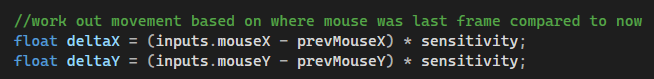 //work out movement based on where mouse was last frame compared to now
float deltaX = (inputs.mouseX - prevMouseX) * sensitivity;
float deltaY = (inputs.mouseY - prevMouseY) * sensitivity;